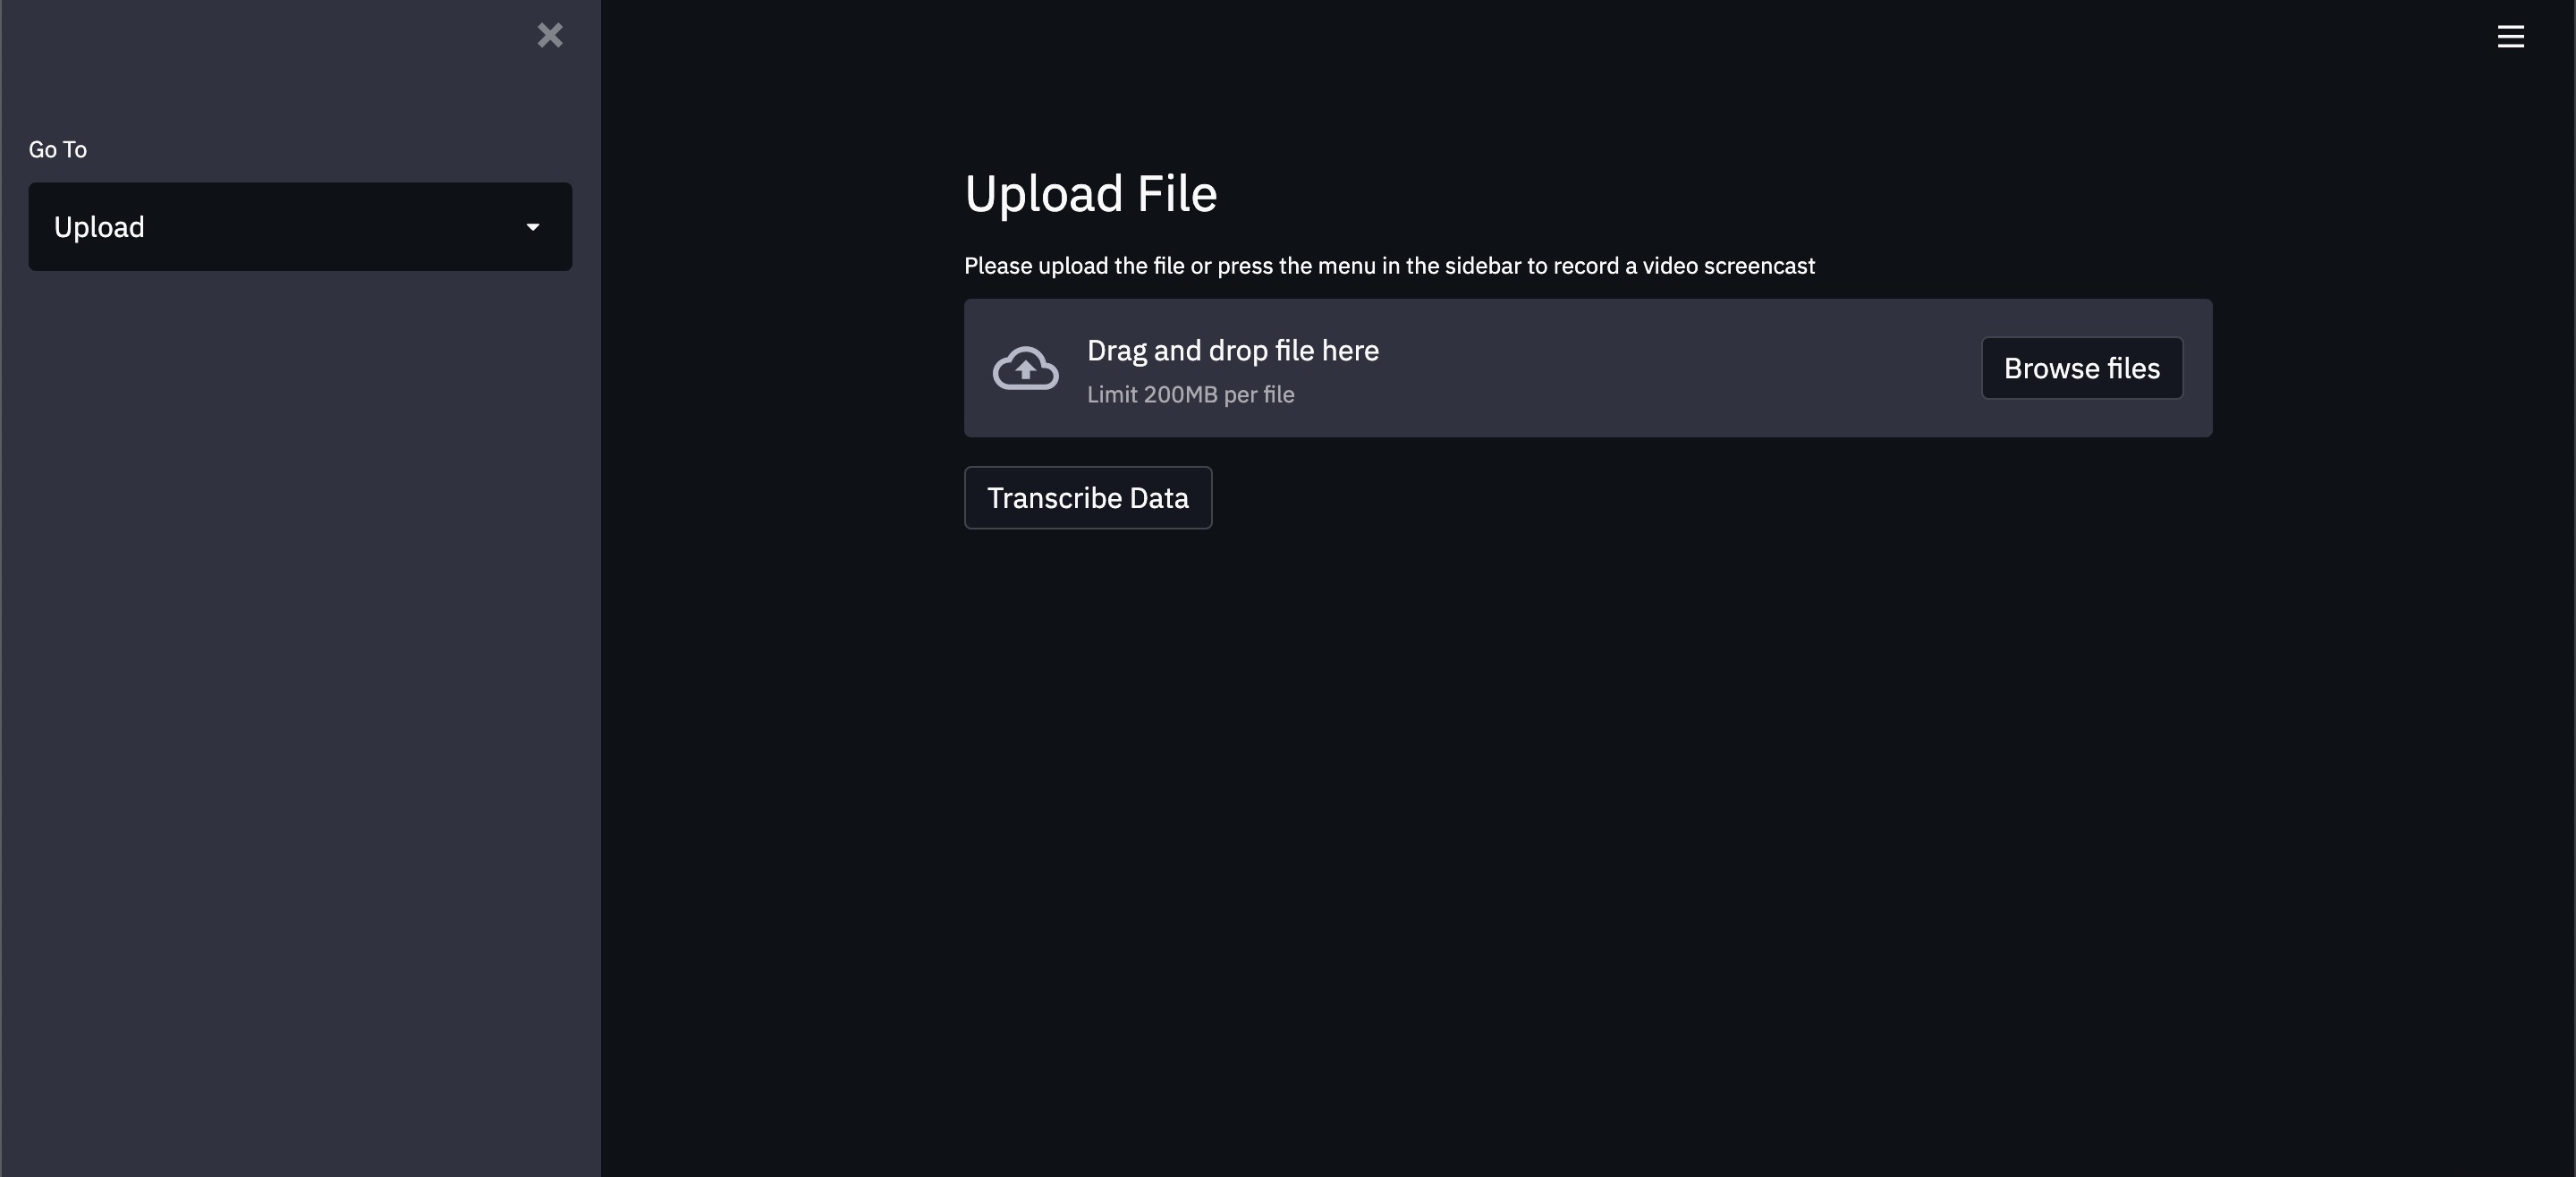 Go To
Upload
Upload File
Please upload the file or press the menu in the sidebar to record a video screencast
Drag and drop file here
Limit 200MB per file
Browse files
Transcribe Data